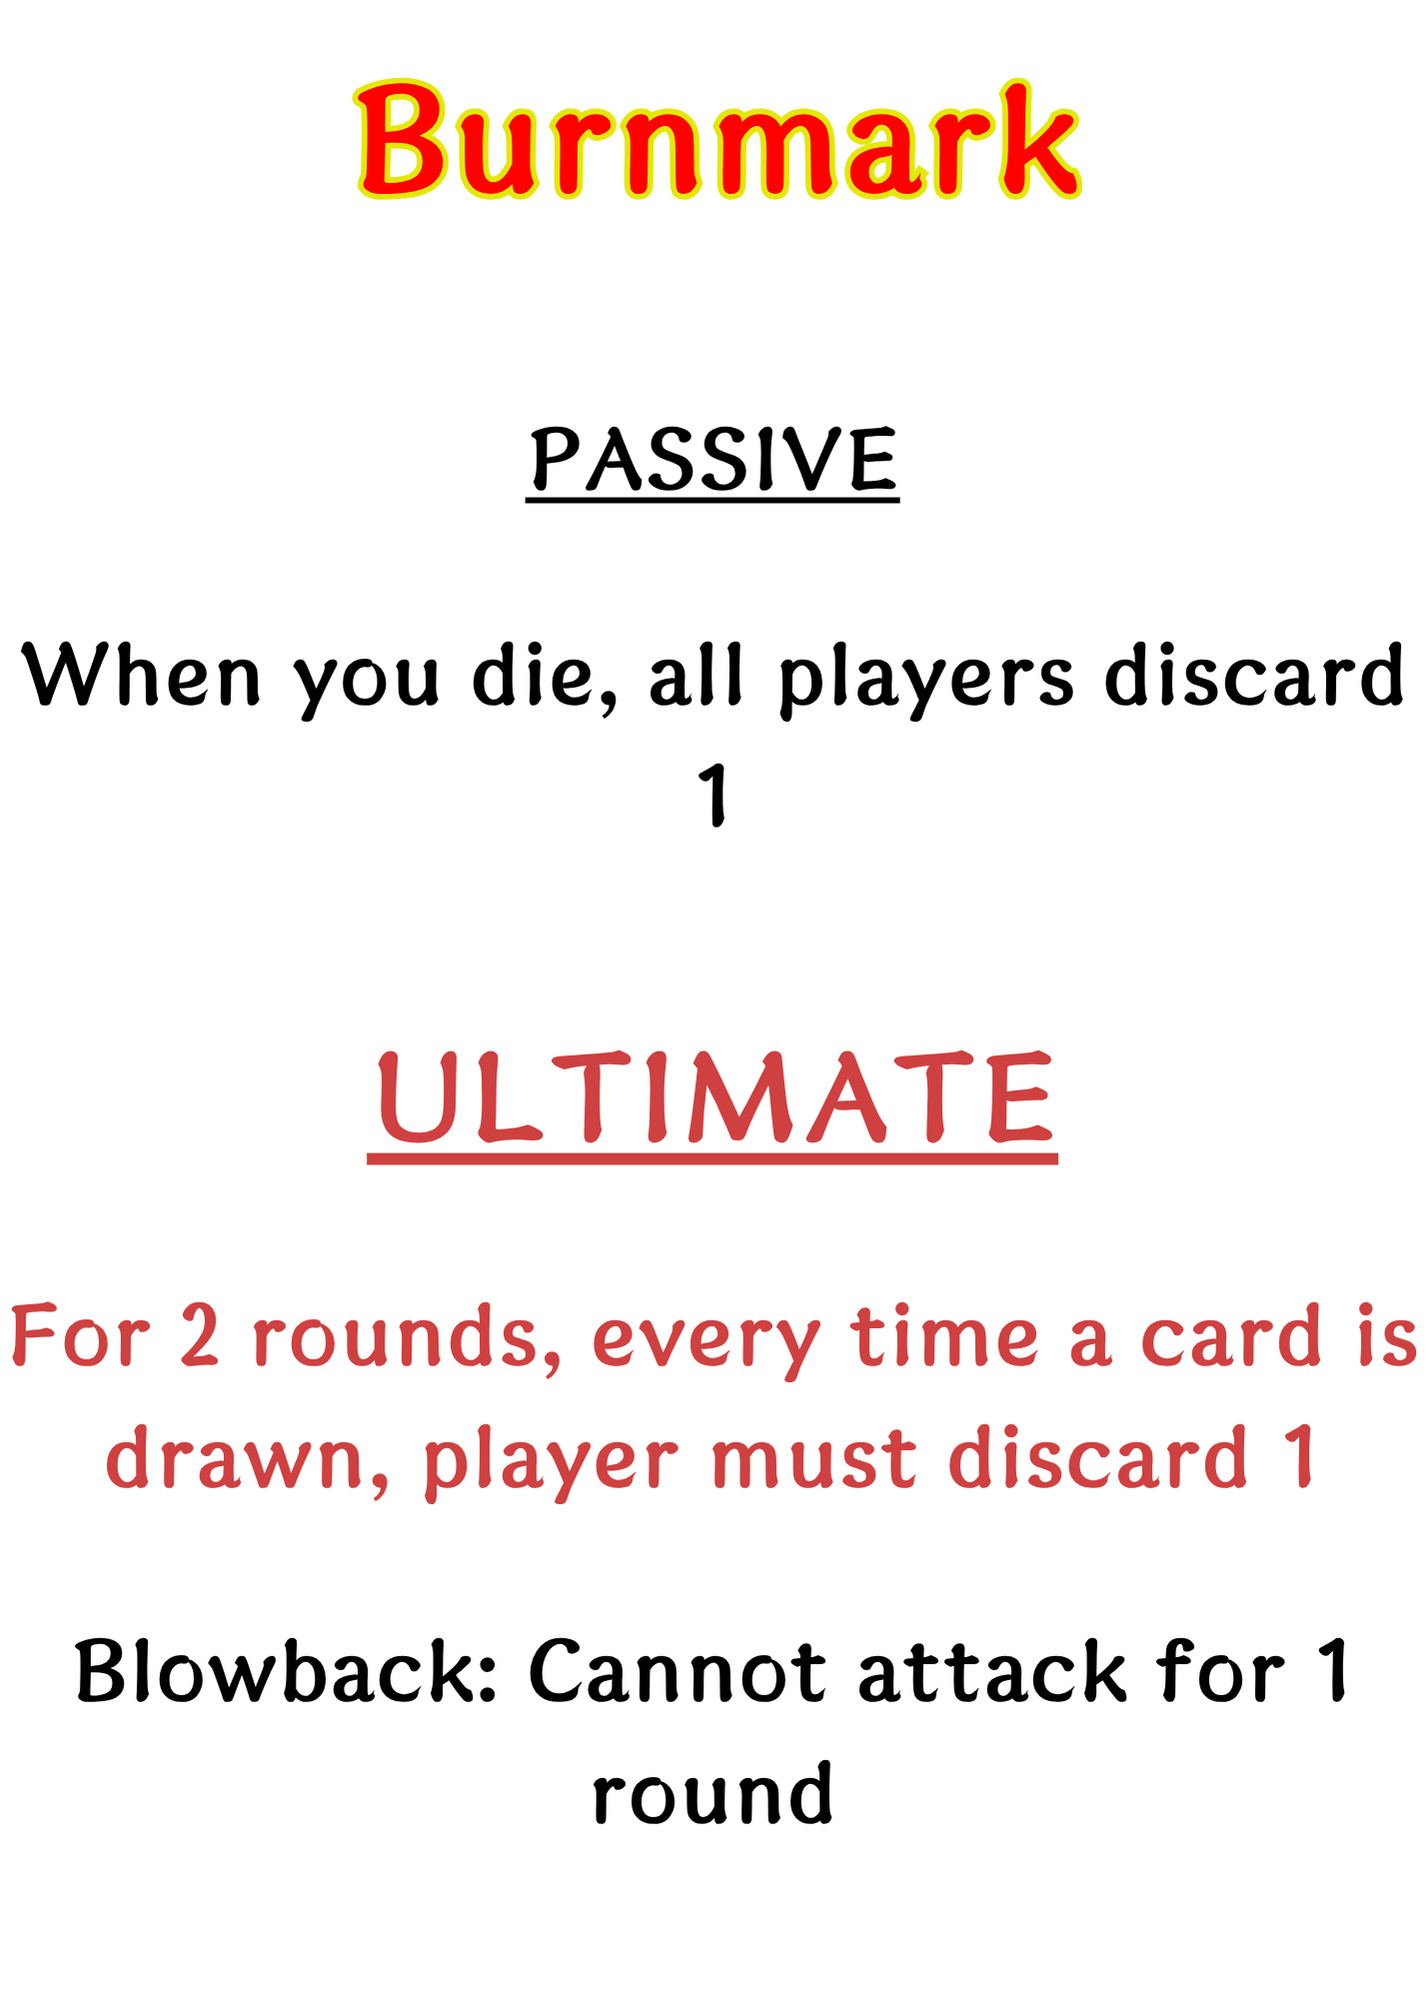 Burnmark
PASSIVE
When you die, all players discard
1
ULTIMATE
For 2 rounds, every time a card is
drawn, player must discard 1
Blowback: Cannot attack for 1
round